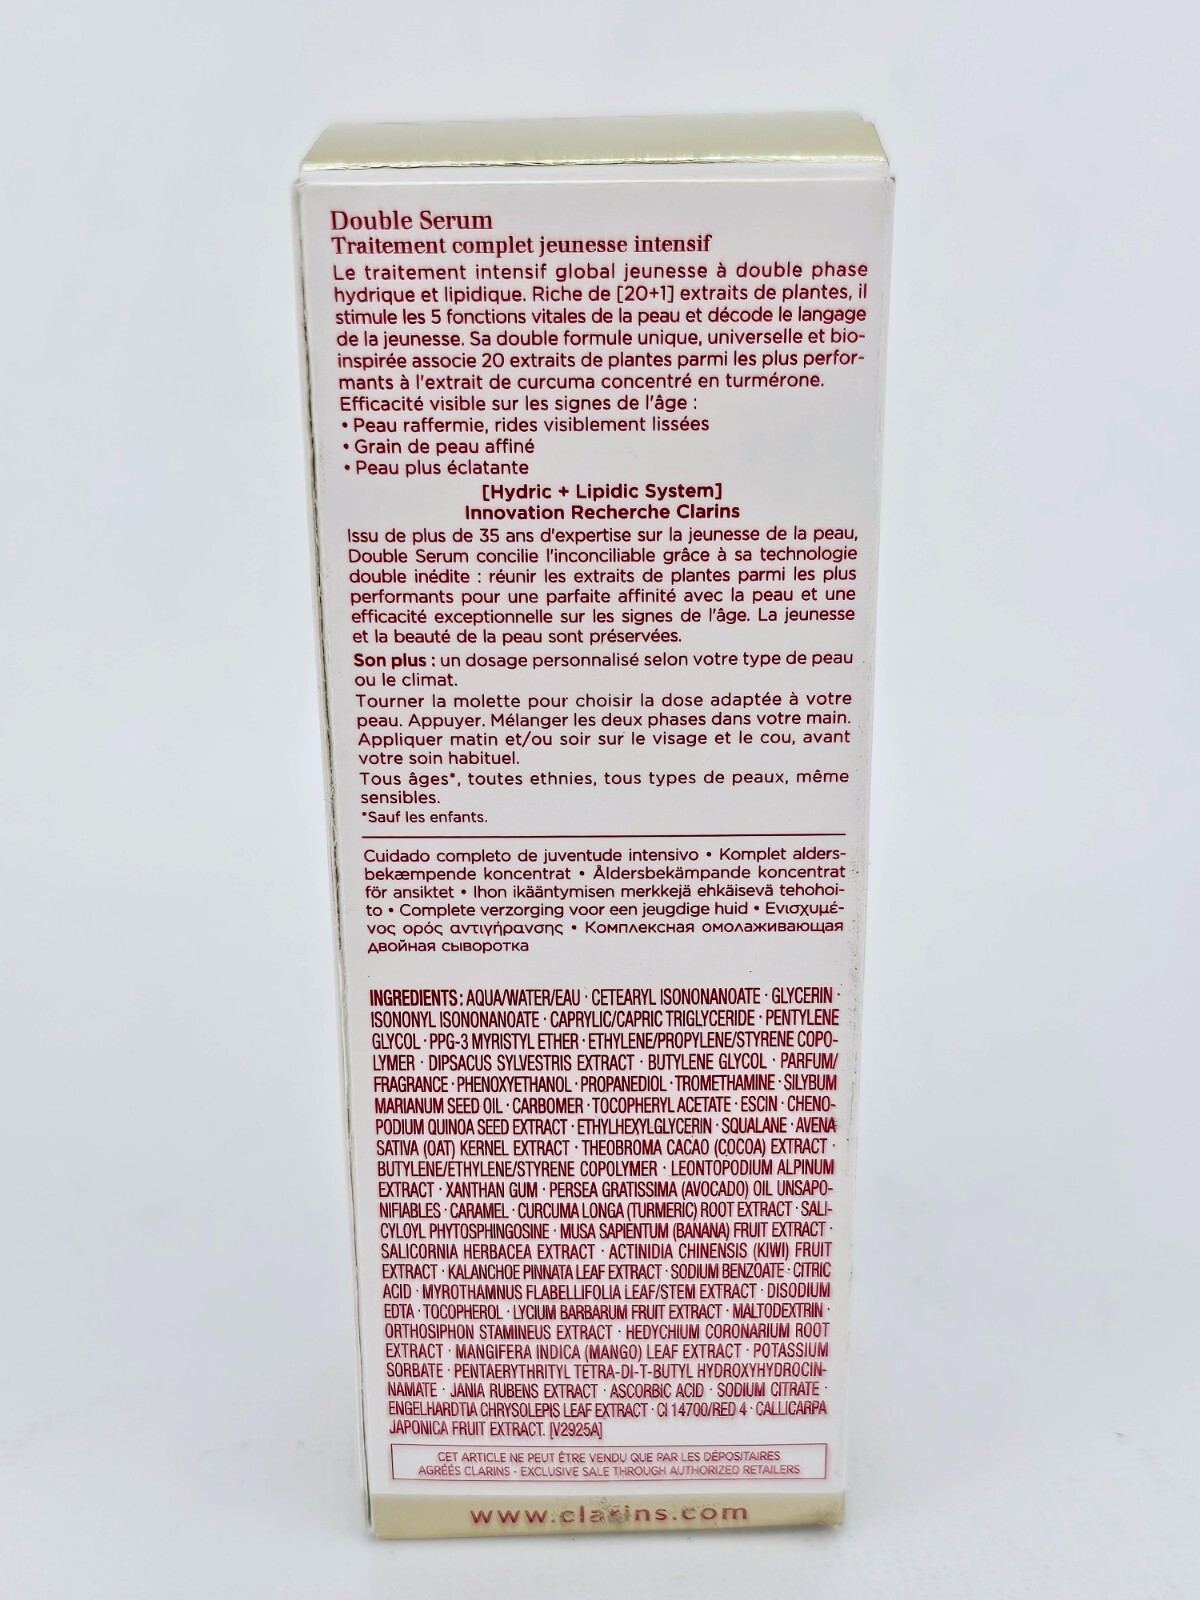 Double Serum
Traitement complet jeunesse intensif
Le traitement intensif global jeunesse à double phase
hydrique et lipidique. Riche de [20+1] extraits de plantes, il
stimule les 5 fonctions vitales de la peau et décode le langage
de la jeunesse. Sa double formule unique, universelle et bio-
inspirée associe 20 extraits de plantes parmi les plus perfor-
mants à l'extrait de curcuma concentré en turmérone.
Efficacité visible sur les signes de l'âge :
• Peau raffermie, rides visiblement lissées
• Grain de peau affiné
• Peau plus éclatante
[Hydric + Lipidic System]
Innovation Recherche Clarins
Issu de plus de 35 ans d'expertise sur la jeunesse de la peau,
Double Serum concilie l'inconciliable grâce à sa technologie
double inédite : réunir les extraits de plantes parmi les plus
performants pour une parfaite affinité avec la peau et une
efficacité exceptionnelle sur les signes de l'âge. La jeunesse
et la beauté de la peau sont préservées.
Son plus : un dosage personnalisé selon votre type de peau
ou le climat.
Tourner la molette pour choisir la dose adaptée à votre
peau. Appuyer. Mélanger les deux phases dans votre main.
Appliquer matin et/ou soir sur le visage et le cou, avant
votre soin habituel.
Tous âges*, toutes ethnies, tous types de peaux, même
sensibles.
*Sauf les enfants.
Cuidado completo de juventude intensivo • Komplet alders-
bekæmpende koncentrat • Åldersbekämpande koncentrat
för ansiktet • Ihon ikääntymisen merkkejä ehkäisevä tehohoi-
to • Complete verzorging voor een jeugdige huid • Ενισχυμέ-
νος ορός αντιγήρανσης • Комплексная омолаживающая
двойная сыворотка
INGREDIENTS: AQUA/WATER/EAU · CETEARYL ISONONANOATE · GLYCERIN ·
ISONONYL ISONONANOATE · CAPRYLIC/CAPRIC TRIGLYCERIDE · PENTYLENE
GLYCOL · PPG-3 MYRISTYL ETHER · ETHYLENE/PROPYLENE/STYRENE COPO-
LYMER · DIPSACUS SYLVESTRIS EXTRACT · BUTYLENE GLYCOL · PARFUM/
FRAGRANCE · PHENOXYETHANOL · PROPANEDIOL · TROMETHAMINE · SILYBUM
MARIANUM SEED OIL · CARBOMER · TOCOPHERYL ACETATE · ESCIN · CHENO-
PODIUM QUINOA SEED EXTRACT · ETHYLHEXYLGLYCERIN · SQUALANE · AVENA
SATIVA (OAT) KERNEL EXTRACT · THEOBROMA CACAO (COCOA) EXTRACT ·
BUTYLENE/ETHYLENE/STYRENE COPOLYMER · LEONTOPODIUM ALPINUM
EXTRACT · XANTHAN GUM · PERSEA GRATISSIMA (AVOCADO) OIL UNSAPO-
NIFIABLES · CARAMEL · CURCUMA LONGA (TURMERIC) ROOT EXTRACT · SALI-
CYLOYL PHYTOSPHINGOSINE · MUSA SAPIENTUM (BANANA) FRUIT EXTRACT ·
SALICORNIA HERBACEA EXTRACT · ACTINIDIA CHINENSIS (KIWI) FRUIT
EXTRACT · KALANCHOE PINNATA LEAF EXTRACT · SODIUM BENZOATE · CITRIC
ACID · MYROTHAMNUS FLABELLIFOLIA LEAF/STEM EXTRACT · DISODIUM
EDTA · TOCOPHEROL · LYCIUM BARBARUM FRUIT EXTRACT · MALTODEXTRIN ·
ORTHOSIPHON STAMINEUS EXTRACT · HEDYCHIUM CORONARIUM ROOT
EXTRACT · MANGIFERA INDICA (MANGO) LEAF EXTRACT · POTASSIUM
SORBATE · PENTAERYTHRITYL TETRA-DI-T-BUTYL HYDROXYHYDROCIN-
NAMATE · JANIA RUBENS EXTRACT · ASCORBIC ACID · SODIUM CITRATE ·
ENGELHARDTIA CHRYSOLEPIS LEAF EXTRACT · CI 14700/RED 4 · CALLICARPA
JAPONICA FRUIT EXTRACT. [V2925A]
CET ARTICLE NE PEUT ÊTRE VENDU QUE PAR LES DÉPOSITAIRES
AGRÉÉS CLARINS - EXCLUSIVE SALE THROUGH AUTHORIZED RETAILERS
www.clarins.com